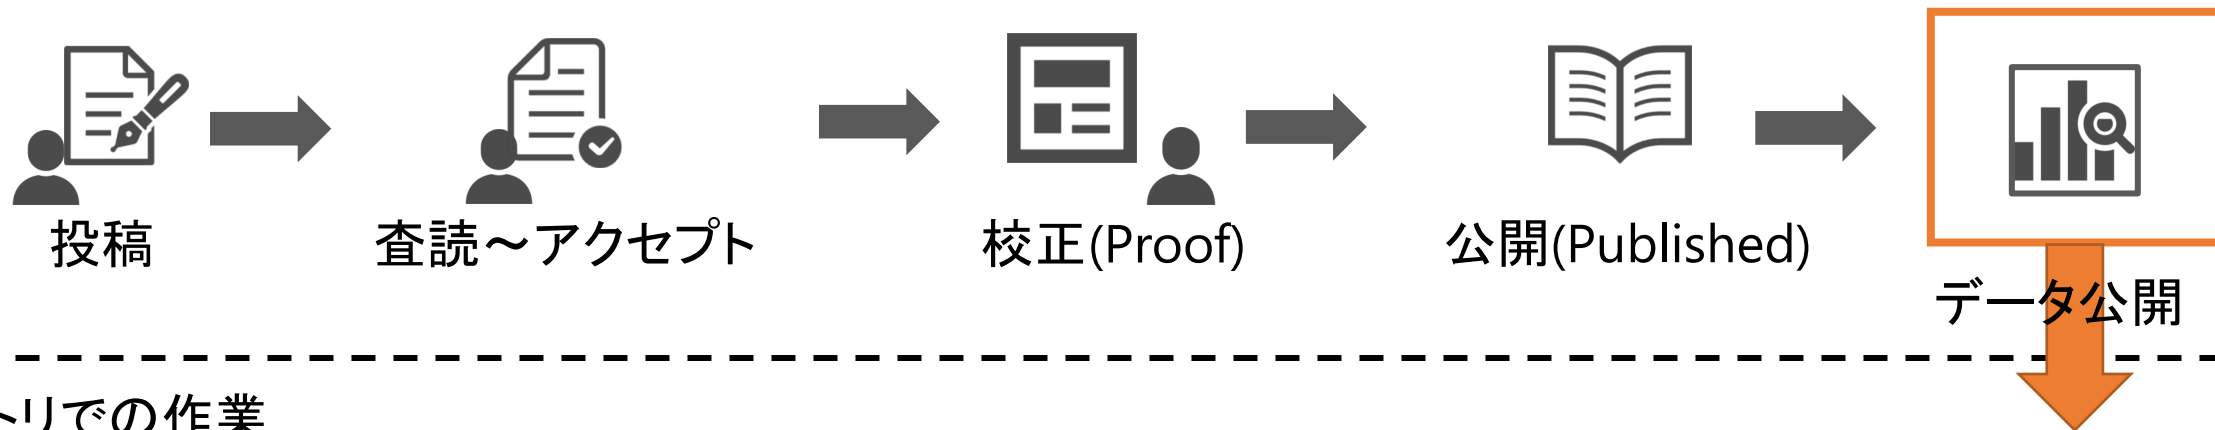 投稿
査読～アクセプト
校正(Proof)
公開(Published)
データ公開
トリでの作業